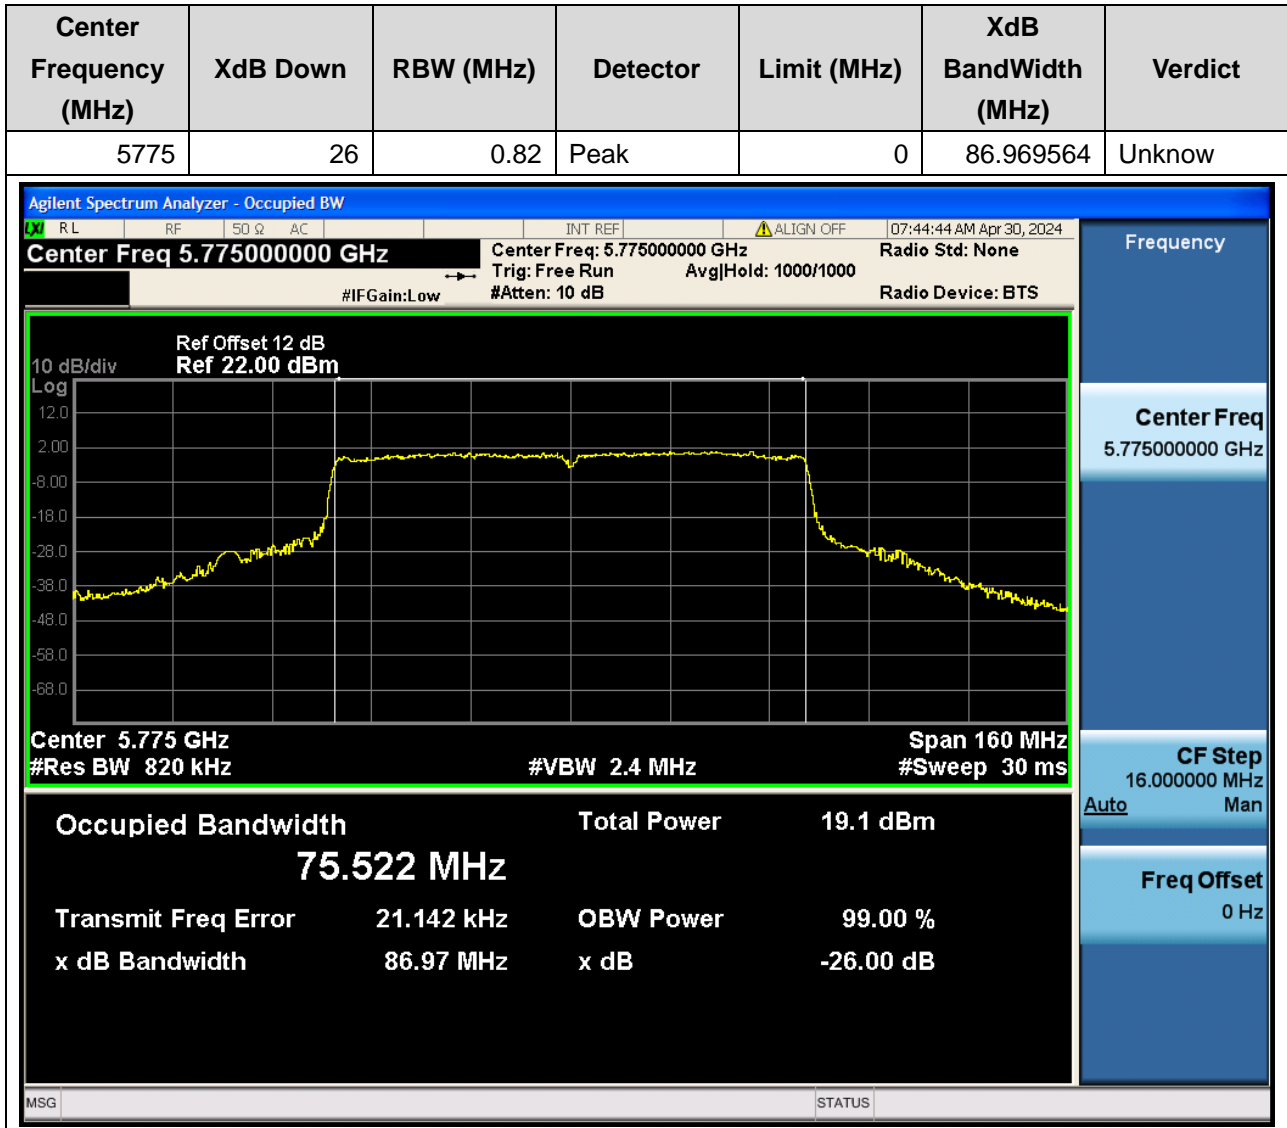 Center Frequency (MHz) XdB Down RBW (MHz) Detector Limit (MHz) XdB BandWidth (MHz) Verdict
5775 26 0.82 Peak 0 86.969564 Unknow
Agilent Spectrum Analyzer - Occupied BW
LXI RL RF 50 Ω AC INT REF ALIGN OFF 07:44:44 AM Apr 30, 2024
Center Freq 5.775000000 GHz
Center Freq: 5.775000000 GHz Radio Std: None
Trig: Free Run Avg|Hold: 1000/1000
#IFGain:Low #Atten: 10 dB Radio Device: BTS
Ref Offset 12 dB
10 dB/div Ref 22.00 dBm
Log
12.0
2.00
-8.00
-18.0
-28.0
-38.0
-48.0
-58.0
-68.0
Center 5.775 GHz Span 160 MHz
#Res BW 820 kHz #VBW 2.4 MHz #Sweep 30 ms
Occupied Bandwidth Total Power 19.1 dBm
75.522 MHz
Transmit Freq Error 21.142 kHz OBW Power 99.00 %
x dB Bandwidth 86.97 MHz x dB -26.00 dB
Frequency
Center Freq
5.775000000 GHz
CF Step
16.000000 MHz
Auto Man
Freq Offset
0 Hz
MSG STATUS